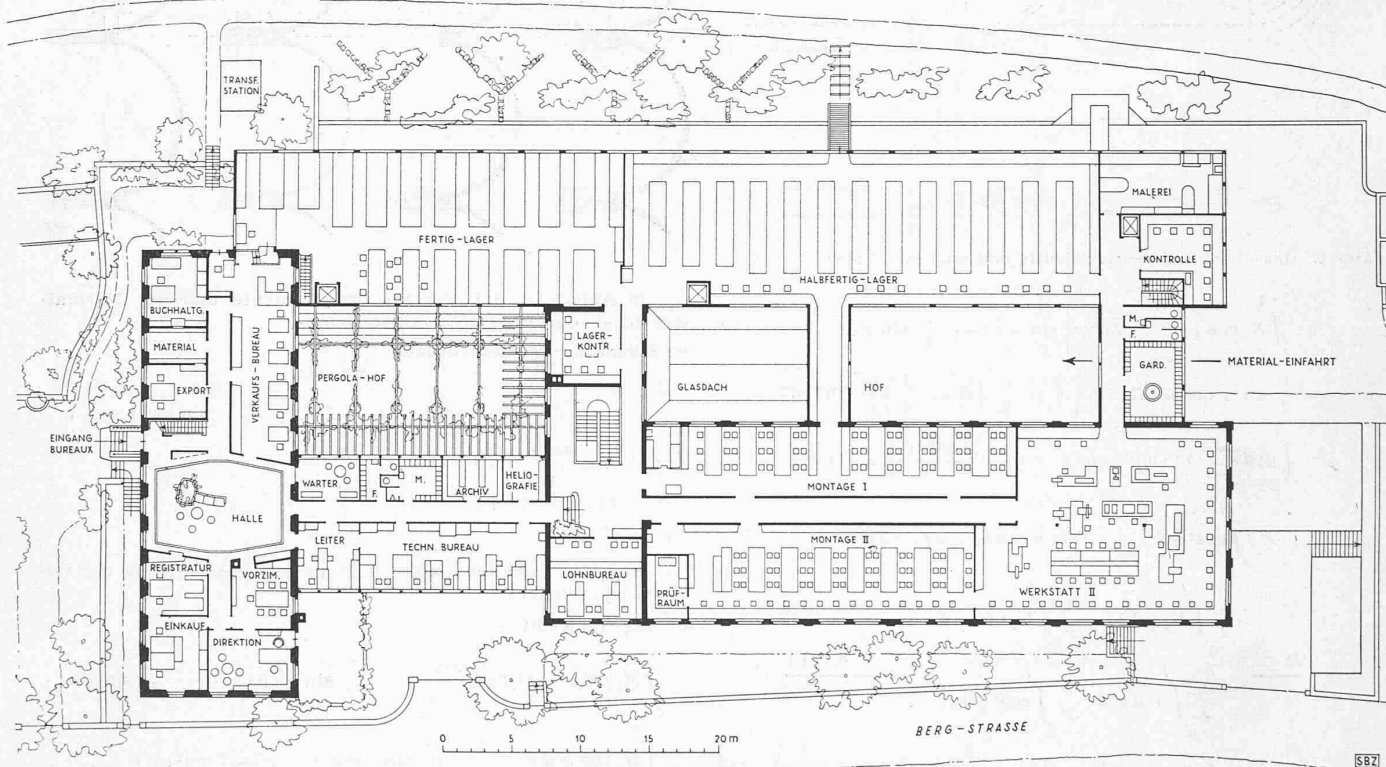 TRANSF.
STATION
MALEREI
FERTIG-LAGER
KONTROLLE
HALBFERTIG-LAGER
BUCHHALTG.
MATERIAL
EXPORT
VERKAUFS-BUREAU
PERGOLA-HOF
LAGER-
KONTR.
GLASDACH
HOF
M.
F.
GARD.
MATERIAL-EINFAHRT
EINGANG
BUREAUX
WARTER
F.
M.
ARCHIV
HELIO-
GRAFIE
MONTAGE I
HALLE
LEITER
TECHN. BUREAU
MONTAGE II
REGISTRATUR
VORZIM.
LOHNBUREAU
PRÜF-
RAUM
WERKSTATT II
EINKAUF
DIREKTION
BERG-STRASSE
0 5 10 15 20 m
SBZ